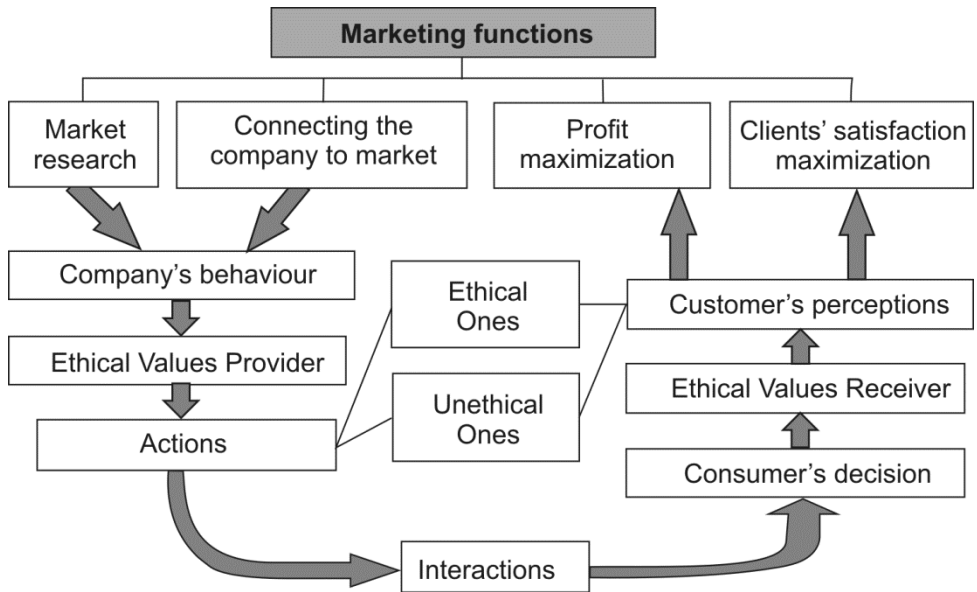 Marketing functions
Market
research
Connecting the
company to market
Profit
maximization
Clients’ satisfaction
maximization
Company’s behaviour
Ethical
Ones
Customer’s perceptions
Ethical Values Provider
Ethical Values Receiver
Unethical
Ones
Actions
Consumer’s decision
Interactions